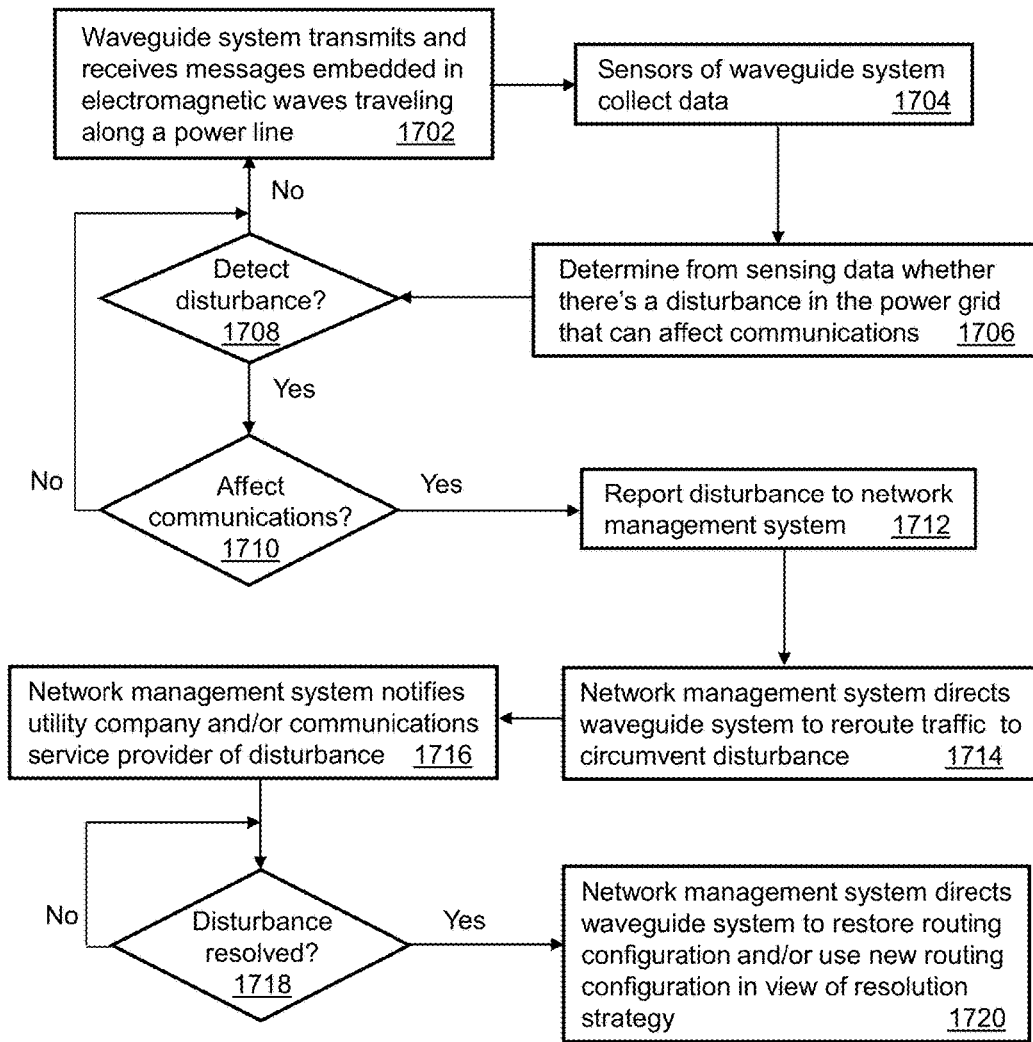 Waveguide system transmits and
receives messages embedded in
electromagnetic waves traveling
along a power line 1702
Sensors of waveguide system
collect data 1704
No
Detect
disturbance?
1708
Determine from sensing data whether
there's a disturbance in the power grid
that can affect communications 1706
Yes
No
Affect
communications?
1710
Yes
Report disturbance to network
management system 1712
Network management system notifies
utility company and/or communications
service provider of disturbance 1716
Network management system directs
waveguide system to reroute traffic to
circumvent disturbance 1714
No
Disturbance
resolved?
1718
Yes
Network management system directs
waveguide system to restore routing
configuration and/or use new routing
configuration in view of resolution
strategy 1720